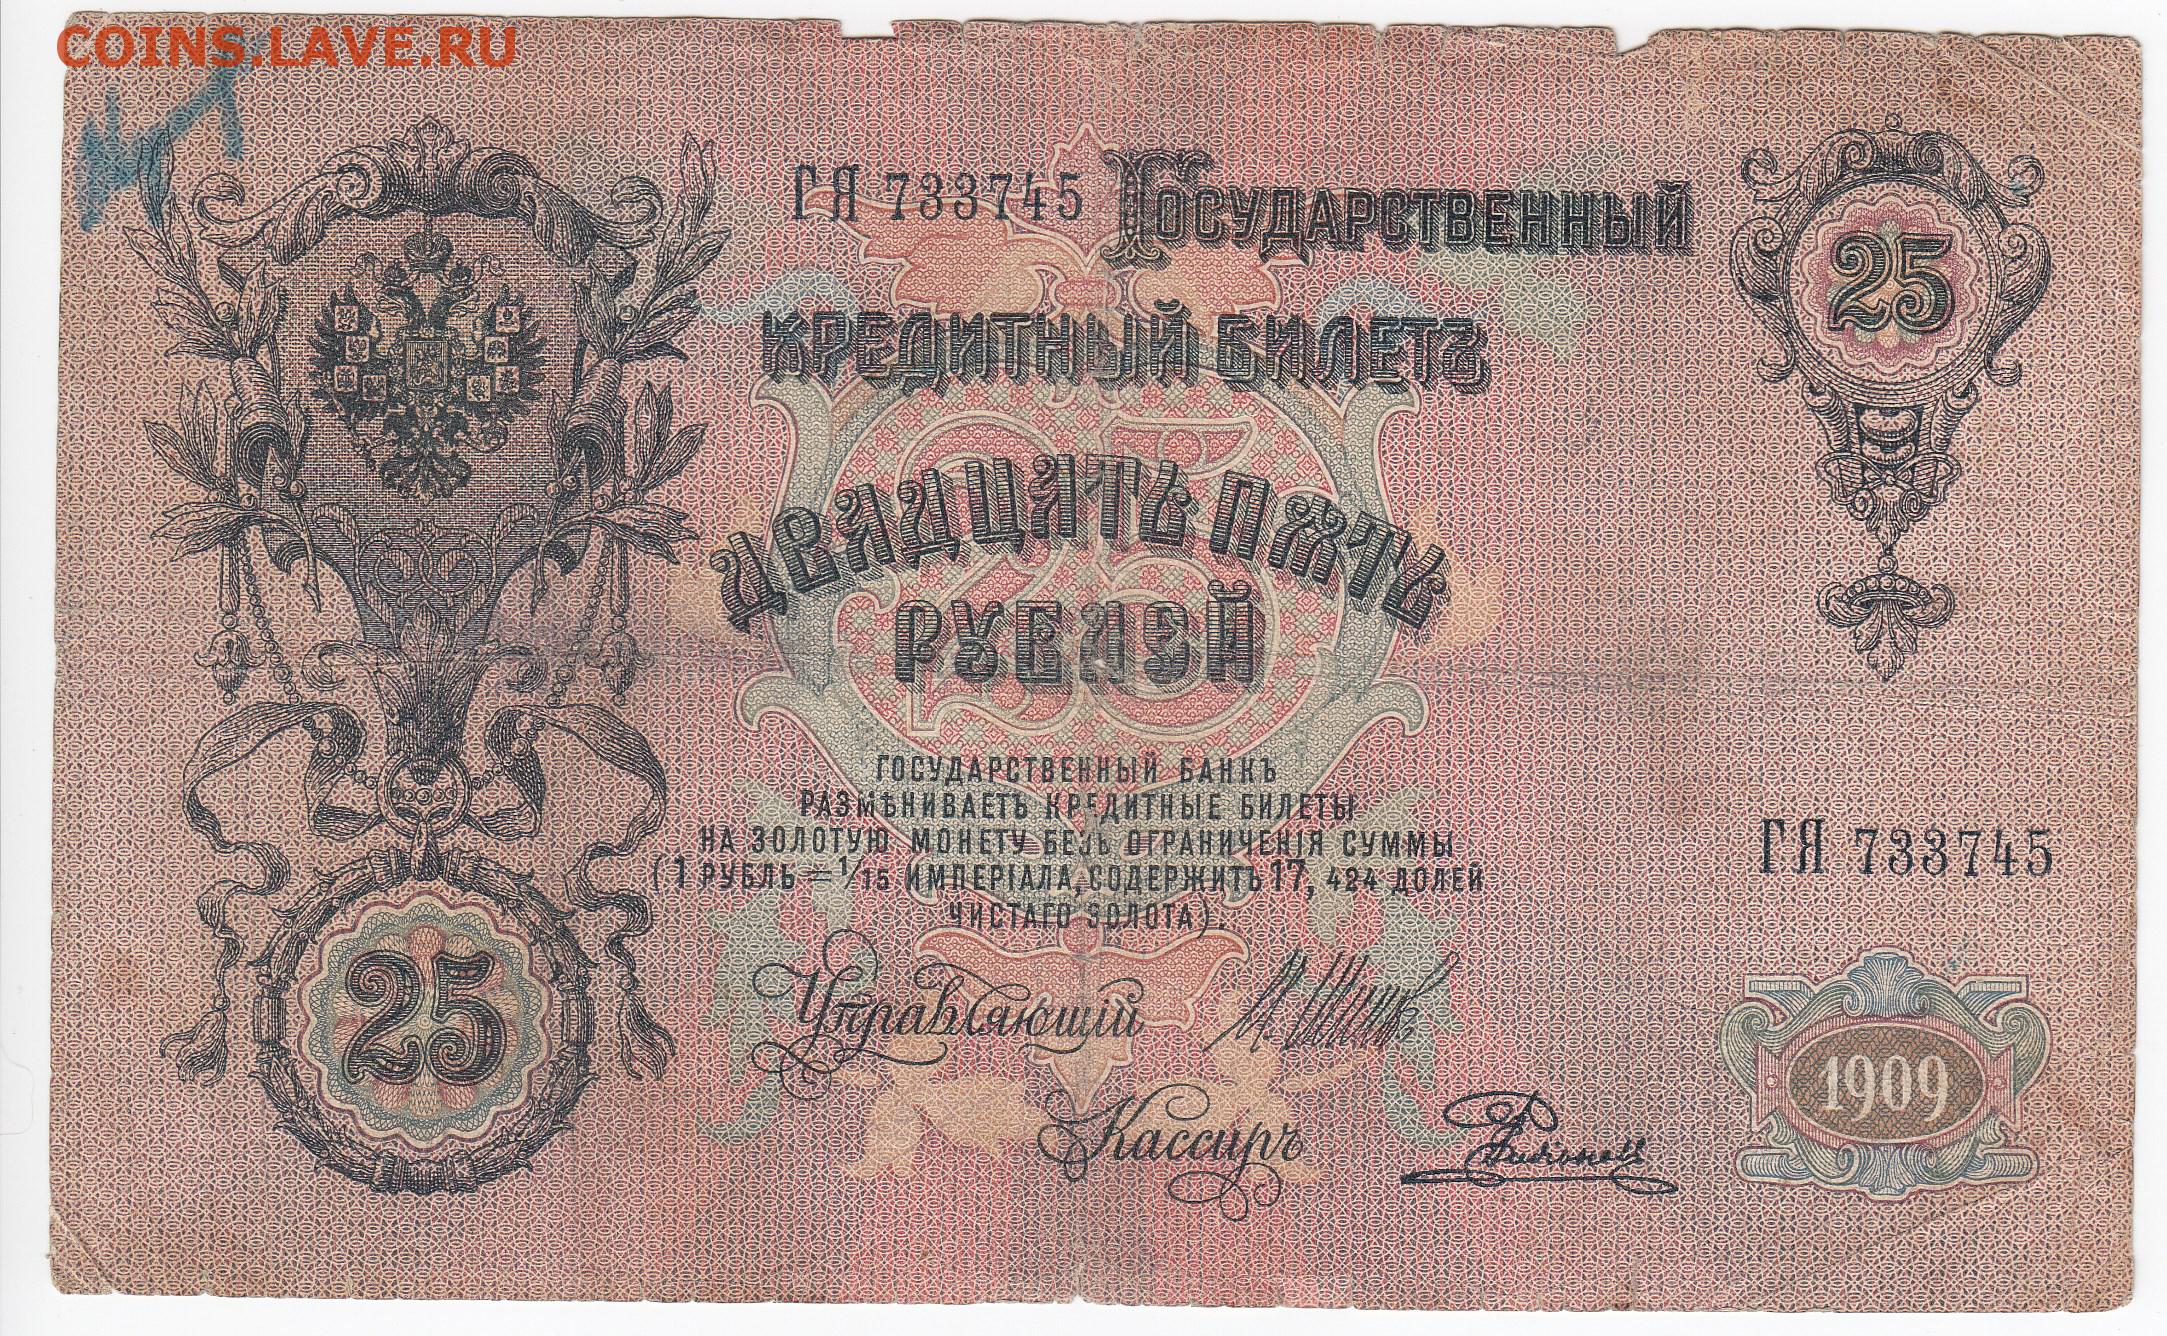 COINS.LAVE.RU
ГЯ 733745 ГОСУДАРСТВЕННЫЙ
25
КРЕДИТНЫЙ БИЛЕТЪ
25
ДВАДЦАТЬ ПЯТЬ
РУБЛЕЙ
ГОСУДАРСТВЕННЫЙ БАНКЪ
РАЗМѢНИВАЕТЪ КРЕДИТНЫЕ БИЛЕТЫ
НА ЗОЛОТУЮ МОНЕТУ БЕЗЪ ОГРАНИЧЕНІЯ СУММЫ
(1 РУБЛЬ = 1/15 ИМПЕРІАЛА, СОДЕРЖИТЪ 17, 424 ДОЛЕЙ
ЧИСТАГО ЗОЛОТА).
ГЯ 733745
25
Управляющій
Кассиръ
1909